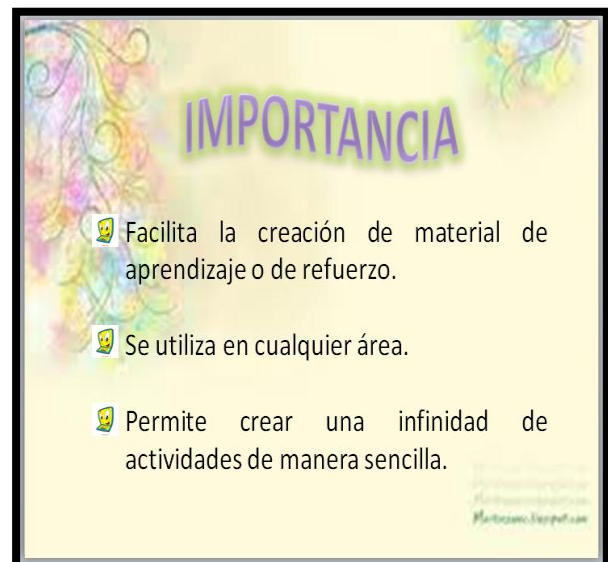 IMPORTANCIA
Facilita la creación de material de
aprendizaje o de refuerzo.
Se utiliza en cualquier área.
Permite crear una infinidad de
actividades de manera sencilla.